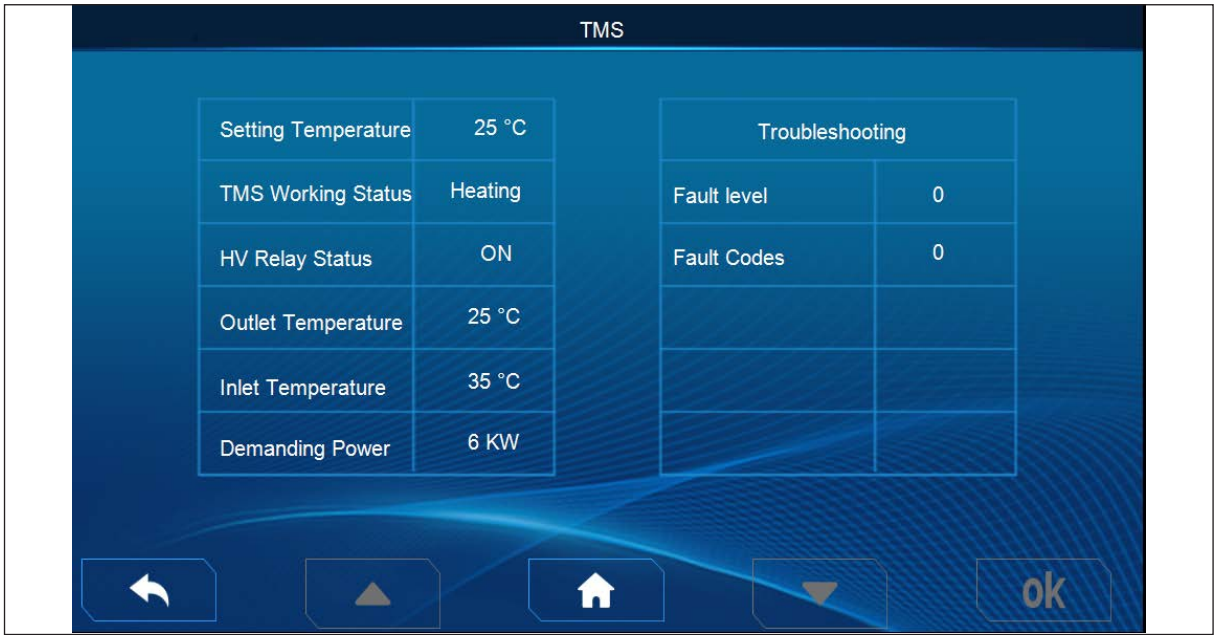 TMS
Setting Temperature 25 °C
TMS Working Status Heating
HV Relay Status ON
Outlet Temperature 25 °C
Inlet Temperature 35 °C
Demanding Power 6 KW
Troubleshooting
Fault level 0
Fault Codes 0
ok